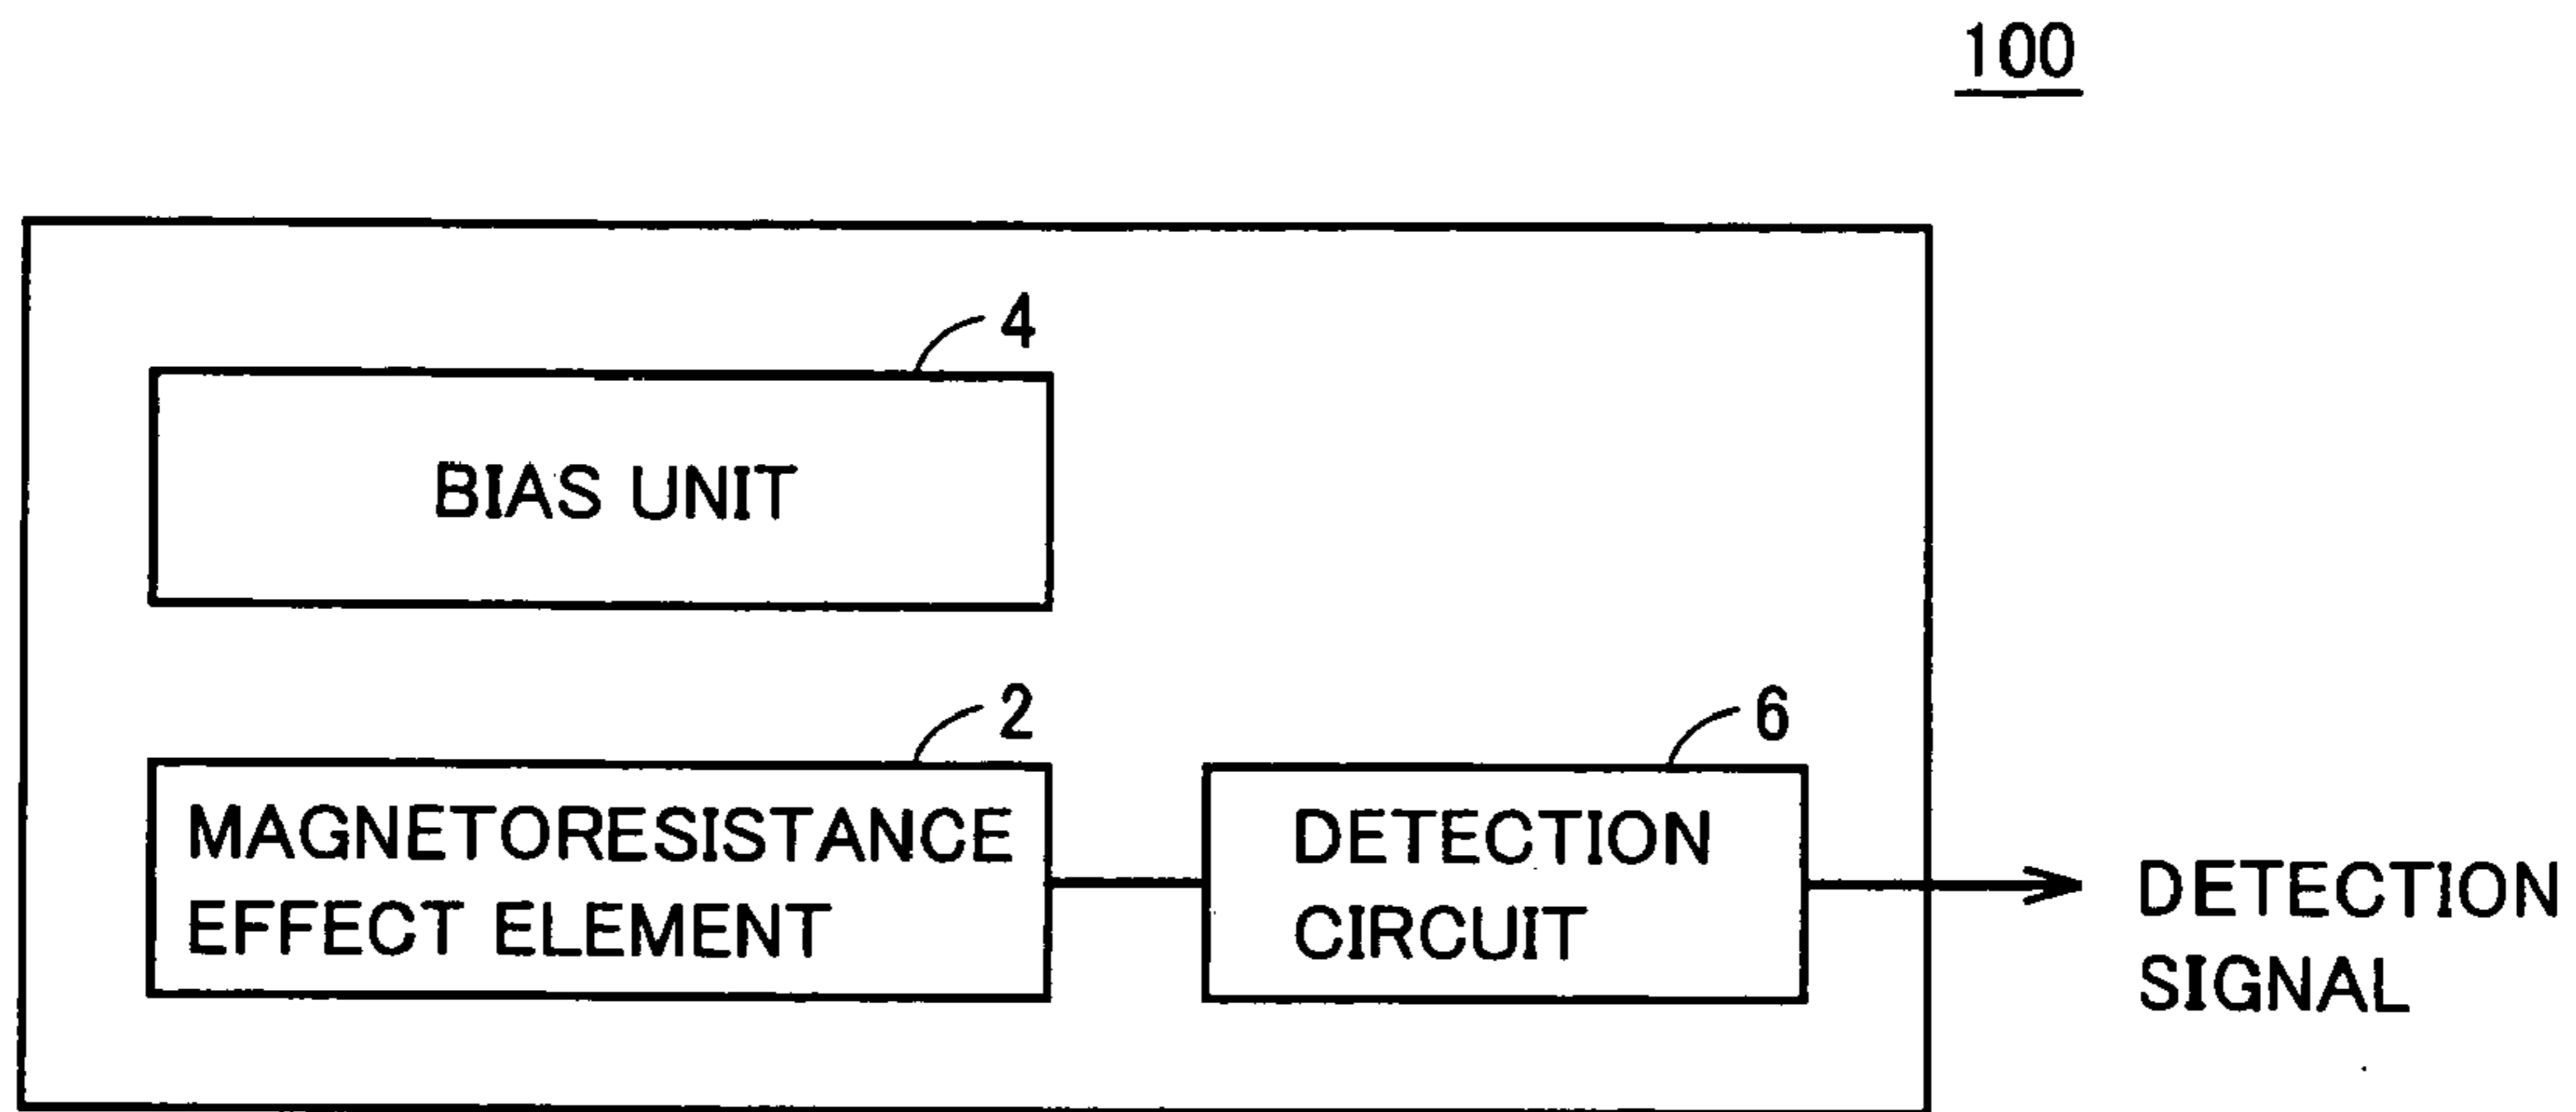 100
4
BIAS UNIT
2
6
MAGNETORESISTANCE
EFFECT ELEMENT
DETECTION
CIRCUIT
DETECTION
SIGNAL